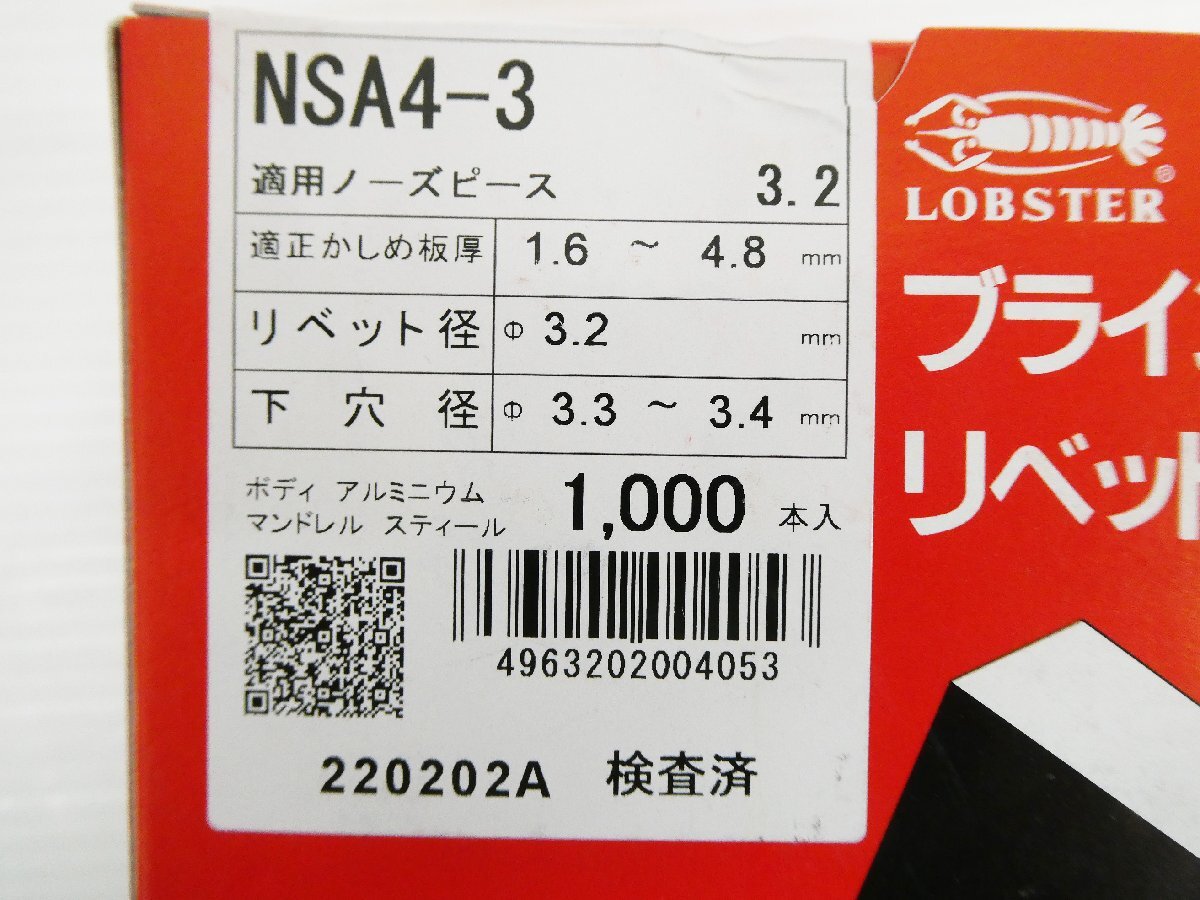 NSA4-3
適用ノーズピース 3.2
適正かしめ板厚 1.6 ~ 4.8 mm
リベット径 Φ 3.2 mm
下穴径 Φ 3.3 ~ 3.4 mm
ボディ アルミニウム
マンドレル スティール
1,000 本入
4963202004053
220202A 検査済
LOBSTER®
ブライ
リベット